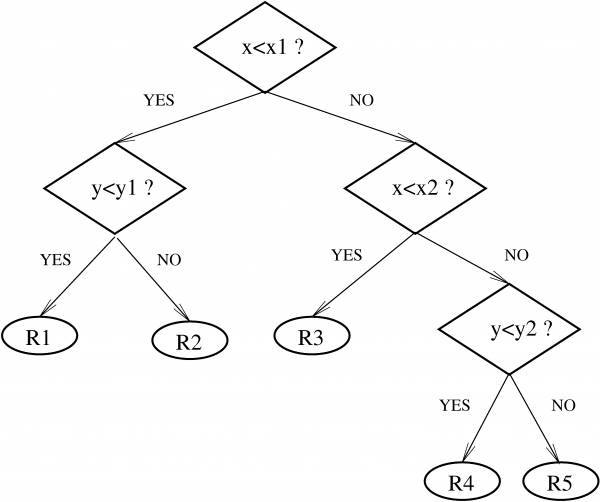 x<x1 ?
YES
NO
y<y1 ?
x<x2 ?
YES
NO
YES
NO
R1
R2
R3
y<y2 ?
YES
NO
R4
R5